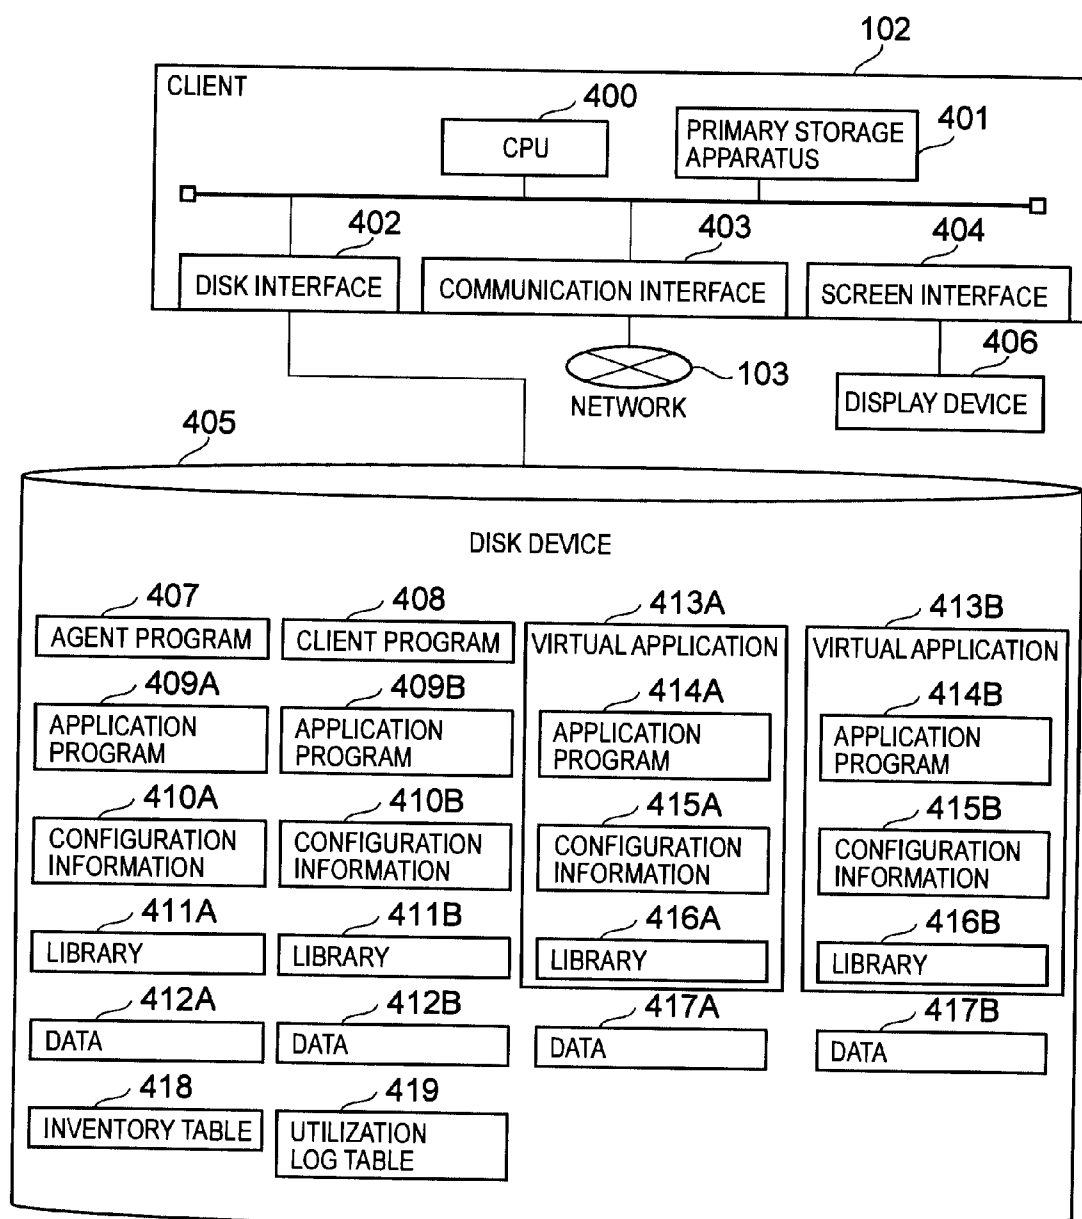 102
CLIENT
400
CPU
PRIMARY STORAGE
APPARATUS
401
402
DISK INTERFACE
403
COMMUNICATION INTERFACE
404
SCREEN INTERFACE
103
NETWORK
406
DISPLAY DEVICE
405
DISK DEVICE
407
AGENT PROGRAM
408
CLIENT PROGRAM
413A
VIRTUAL APPLICATION
413B
VIRTUAL APPLICATION
409A
APPLICATION
PROGRAM
409B
APPLICATION
PROGRAM
414A
APPLICATION
PROGRAM
414B
APPLICATION
PROGRAM
410A
CONFIGURATION
INFORMATION
410B
CONFIGURATION
INFORMATION
415A
CONFIGURATION
INFORMATION
415B
CONFIGURATION
INFORMATION
411A
LIBRARY
411B
LIBRARY
416A
LIBRARY
416B
LIBRARY
412A
DATA
412B
DATA
417A
DATA
417B
DATA
418
INVENTORY TABLE
419
UTILIZATION
LOG TABLE